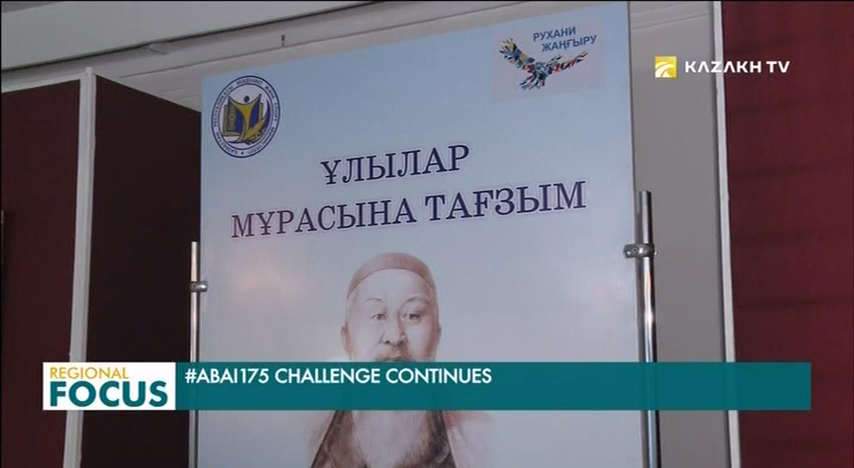 РУХАНИ
ЖАҢҒЫРУ
KAZAKH TV
ҰЛЫЛАР
МҰРАСЫНА ТАҒЗЫМ
REGIONAL
FOCUS
#ABAI175 CHALLENGE CONTINUES